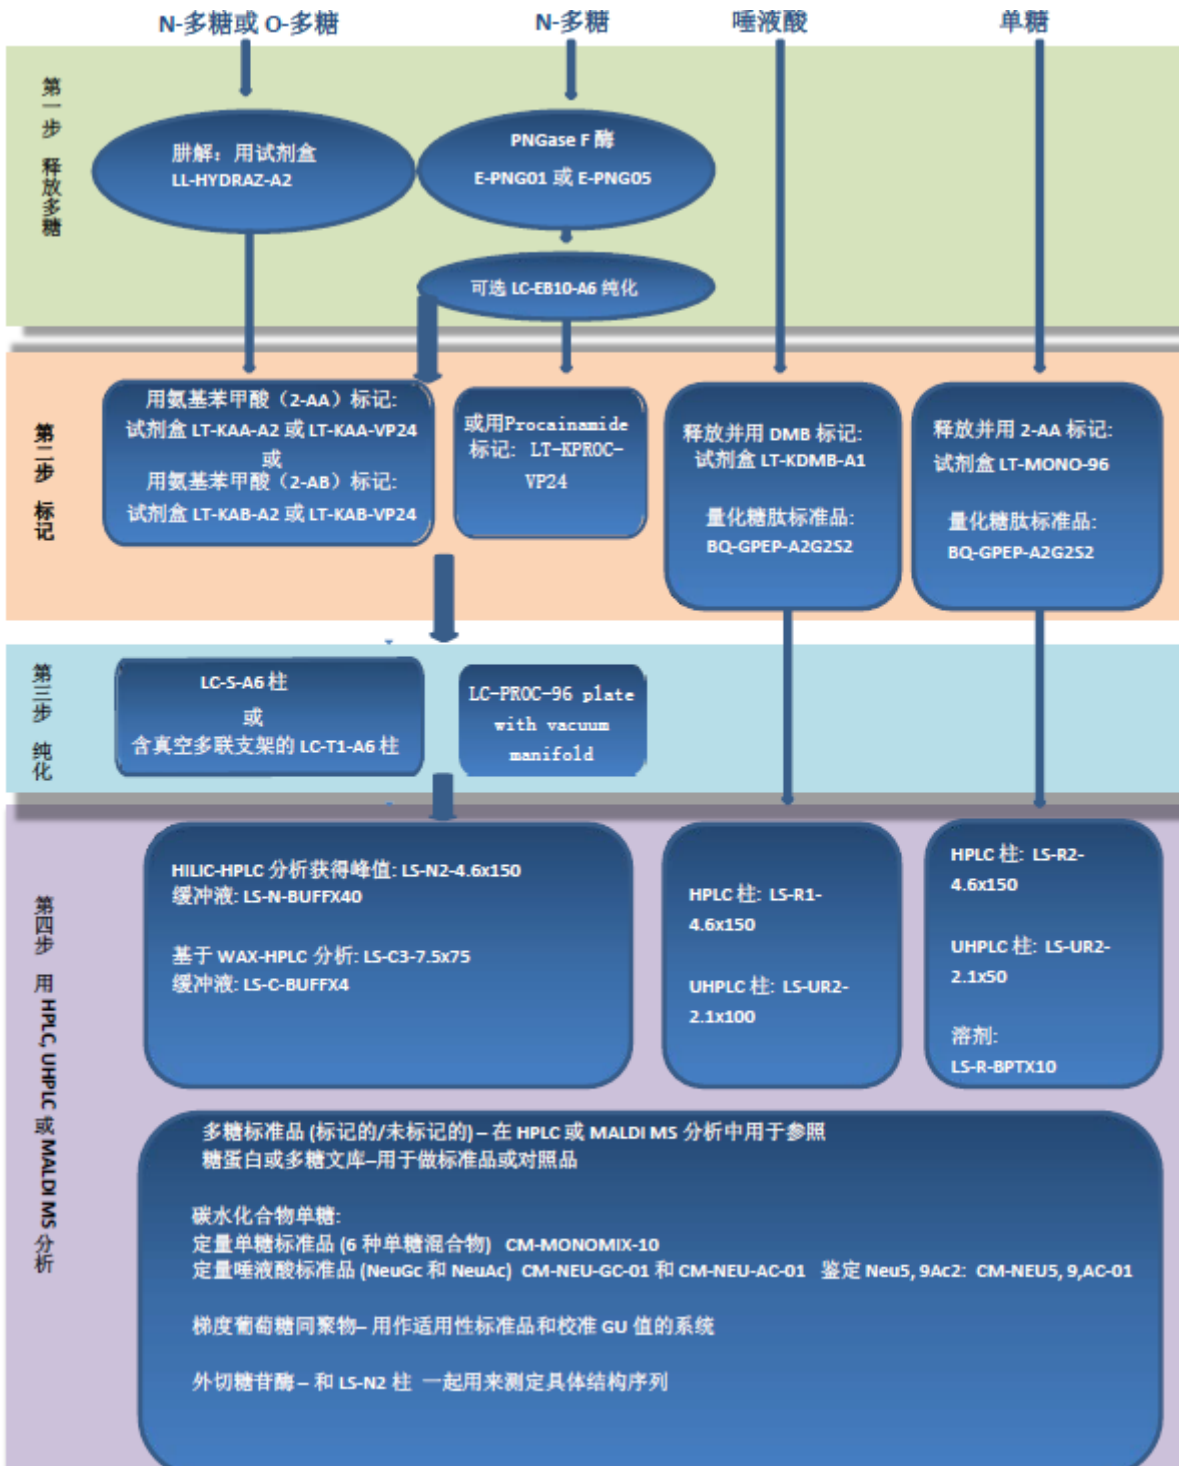 N-多糖或 O-多糖
N-多糖
唾液酸
单糖
第一步 释放多糖
肼解：用试剂盒
LL-HYDRAZ-A2
PNGase F 酶
E-PNG01 或 E-PNG05
可选 LC-EB10-A6 纯化
第二步 标记
用氨基苯甲酸（2-AA）标记:
试剂盒 LT-KAA-A2 或 LT-KAA-VP24
或
用氨基苯甲酸（2-AB）标记:
试剂盒 LT-KAB-A2 或 LT-KAB-VP24
或用Procainamide
标记: LT-KPROC-
VP24
释放并用 DMB 标记:
试剂盒 LT-KDMB-A1
量化糖肽标准品:
BQ-GPEP-A2G2S2
释放并用 2-AA 标记:
试剂盒 LT-MONO-96
量化糖肽标准品:
BQ-GPEP-A2G2S2
第三步 纯化
LC-S-A6 柱
或
含真空多联支架的 LC-T1-A6 柱
LC-PROC-96 plate
with vacuum
manifold
第四步 用 HPLC, UHPLC 或 MALDI MS 分析
HILIC-HPLC 分析获得峰值: LS-N2-4.6x150
缓冲液: LS-N-BUFFX40
基于 WAX-HPLC 分析: LS-C3-7.5x75
缓冲液: LS-C-BUFFX4
HPLC 柱: LS-R1-
4.6x150
UHPLC 柱: LS-UR2-
2.1x100
HPLC 柱: LS-R2-
4.6x150
UHPLC 柱: LS-UR2-
2.1x50
溶剂:
LS-R-BPTX10
多糖标准品 (标记的/未标记的) – 在 HPLC 或 MALDI MS 分析中用于参照
糖蛋白或多糖文库–用于做标准品或对照品
碳水化合物单糖:
定量单糖标准品 (6 种单糖混合物) CM-MONOMIX-10
定量唾液酸标准品 (NeuGc 和 NeuAc) CM-NEU-GC-01 和 CM-NEU-AC-01 鉴定 Neu5, 9Ac2: CM-NEU5, 9,AC-01
梯度葡萄糖同聚物– 用作适用性标准品和校准 GU 值的系统
外切糖苷酶 – 和 LS-N2 柱 一起用来测定具体结构序列